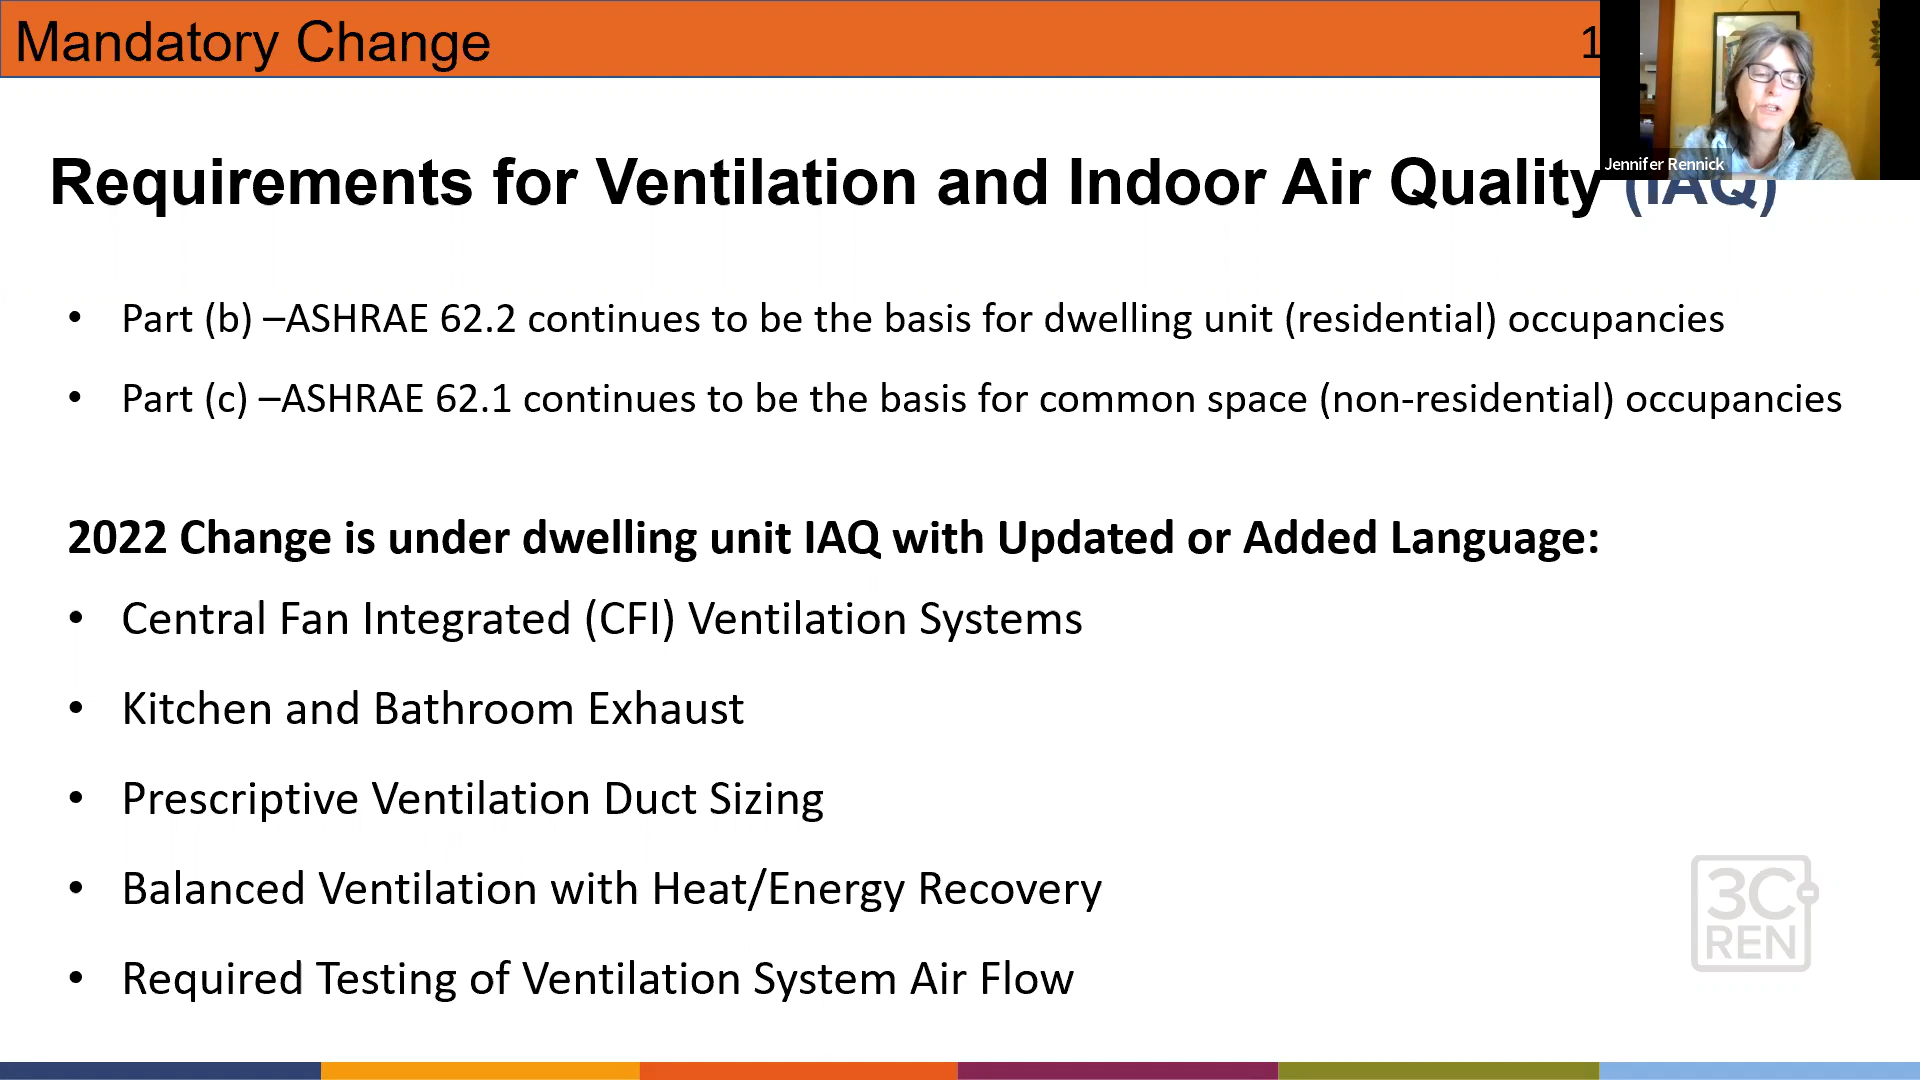 Mandatory Change
1
Jennifer Rennick
Requirements for Ventilation and Indoor Air Quality (IAQ)
• Part (b) –ASHRAE 62.2 continues to be the basis for dwelling unit (residential) occupancies
• Part (c) –ASHRAE 62.1 continues to be the basis for common space (non-residential) occupancies
2022 Change is under dwelling unit IAQ with Updated or Added Language:
• Central Fan Integrated (CFI) Ventilation Systems
• Kitchen and Bathroom Exhaust
• Prescriptive Ventilation Duct Sizing
• Balanced Ventilation with Heat/Energy Recovery
• Required Testing of Ventilation System Air Flow
3C
REN